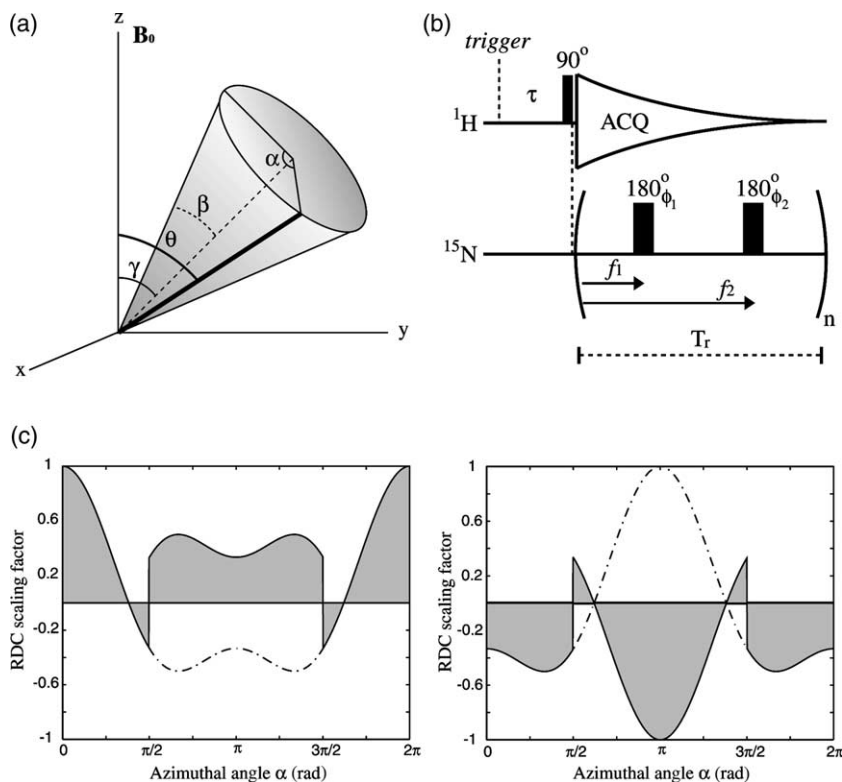 (a)
z
B₀
α
β
θ
γ
y
x
(b)
trigger
90°
τ
¹H
ACQ
180°ϕ₁ 180°ϕ₂
¹⁵N
f1
f2
n
Tr
(c)
RDC scaling factor
1
0.6
0.2
-0.2
-0.6
-1
0 π/2 π 3π/2 2π
Azimuthal angle α (rad)
RDC scaling factor
1
0.6
0.2
-0.2
-0.6
-1
0 π/2 π 3π/2 2π
Azimuthal angle α (rad)